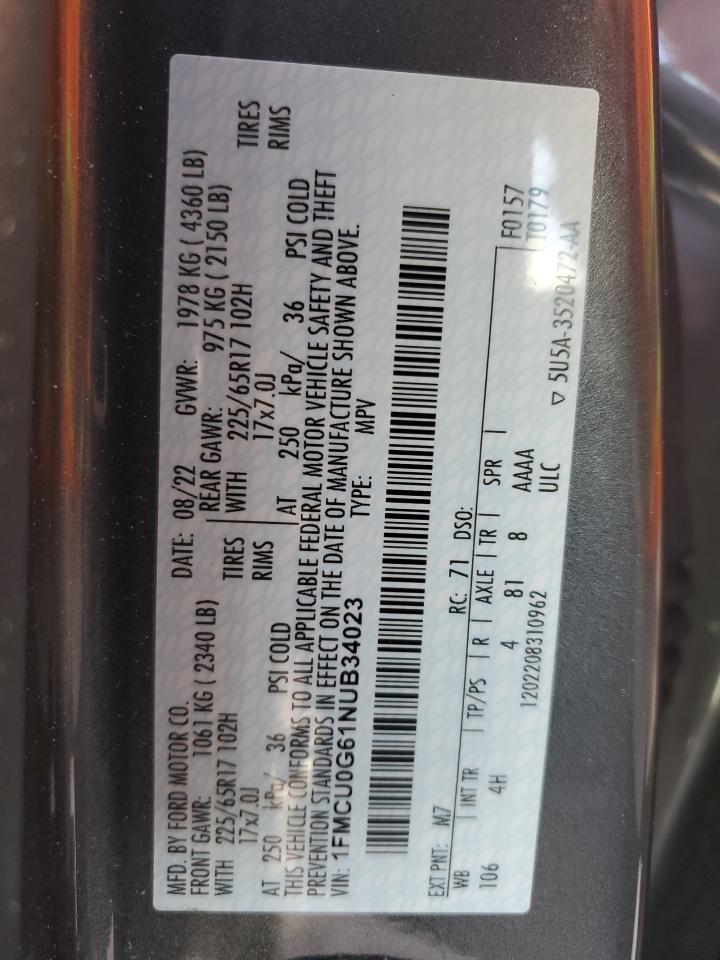 MFD. BY FORD MOTOR CO. DATE: 08/22 GVWR: 1978 KG ( 4360 LB)
FRONT GAWR: 1061 KG ( 2340 LB) REAR GAWR: 975 KG ( 2150 LB)
WITH 225/65R17 102H TIRES WITH 225/65R17 102H TIRES
17x7.0J RIMS 17x7.0J RIMS
AT 250 kPa/ 36 PSI COLD AT 250 kPa/ 36 PSI COLD
THIS VEHICLE CONFORMS TO ALL APPLICABLE FEDERAL MOTOR VEHICLE SAFETY AND THEFT
PREVENTION STANDARDS IN EFFECT ON THE DATE OF MANUFACTURE SHOWN ABOVE.
VIN: 1FMCU0G61NUB34023 TYPE: MPV
EXT PNT: M7 RC: 71 DSO:
WB INT TR TP/PS R AXLE TR SPR F0157
106 4H 4 81 8 AAAA T0179
1202208310962 ULC ▽ 5U5A-3520472-AA